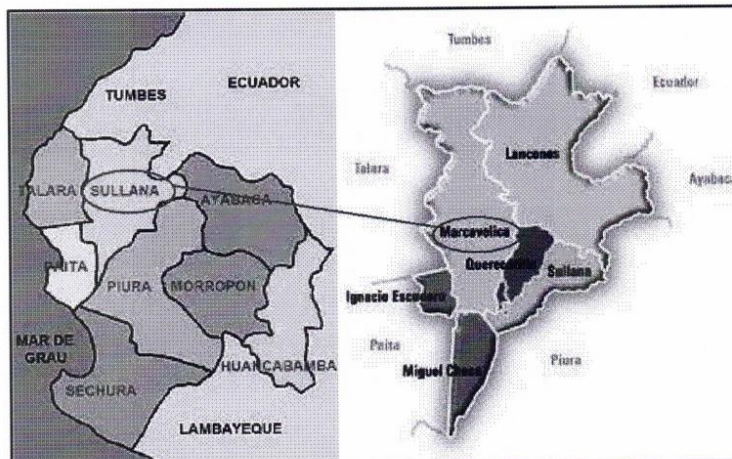 TUMBES
ECUADOR
TALARA
SULLANA
AYABACA
PAITA
PIURA
MORROPON
MAR DE
GRAU
HUANCABAMBA
SECHURA
LAMBAYEQUE
Tumbes
Ecuador
Lancones
Talara
Ayabaca
Marcavelica
Sullana
Ignacio Escudero
Paita
Miguel Checa
Piura